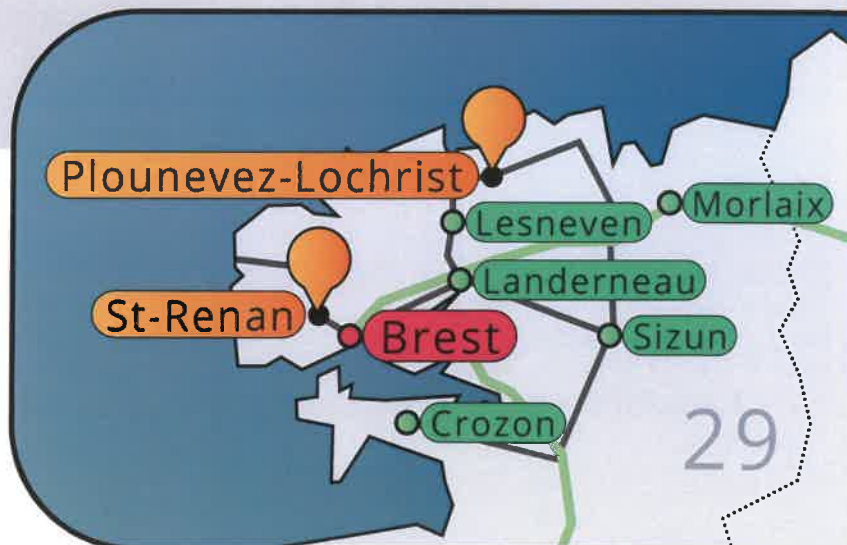 Plounevez-Lochrist
Morlaix
Lesneven
Landerneau
St-Renan
Brest
Sizun
Crozon
29